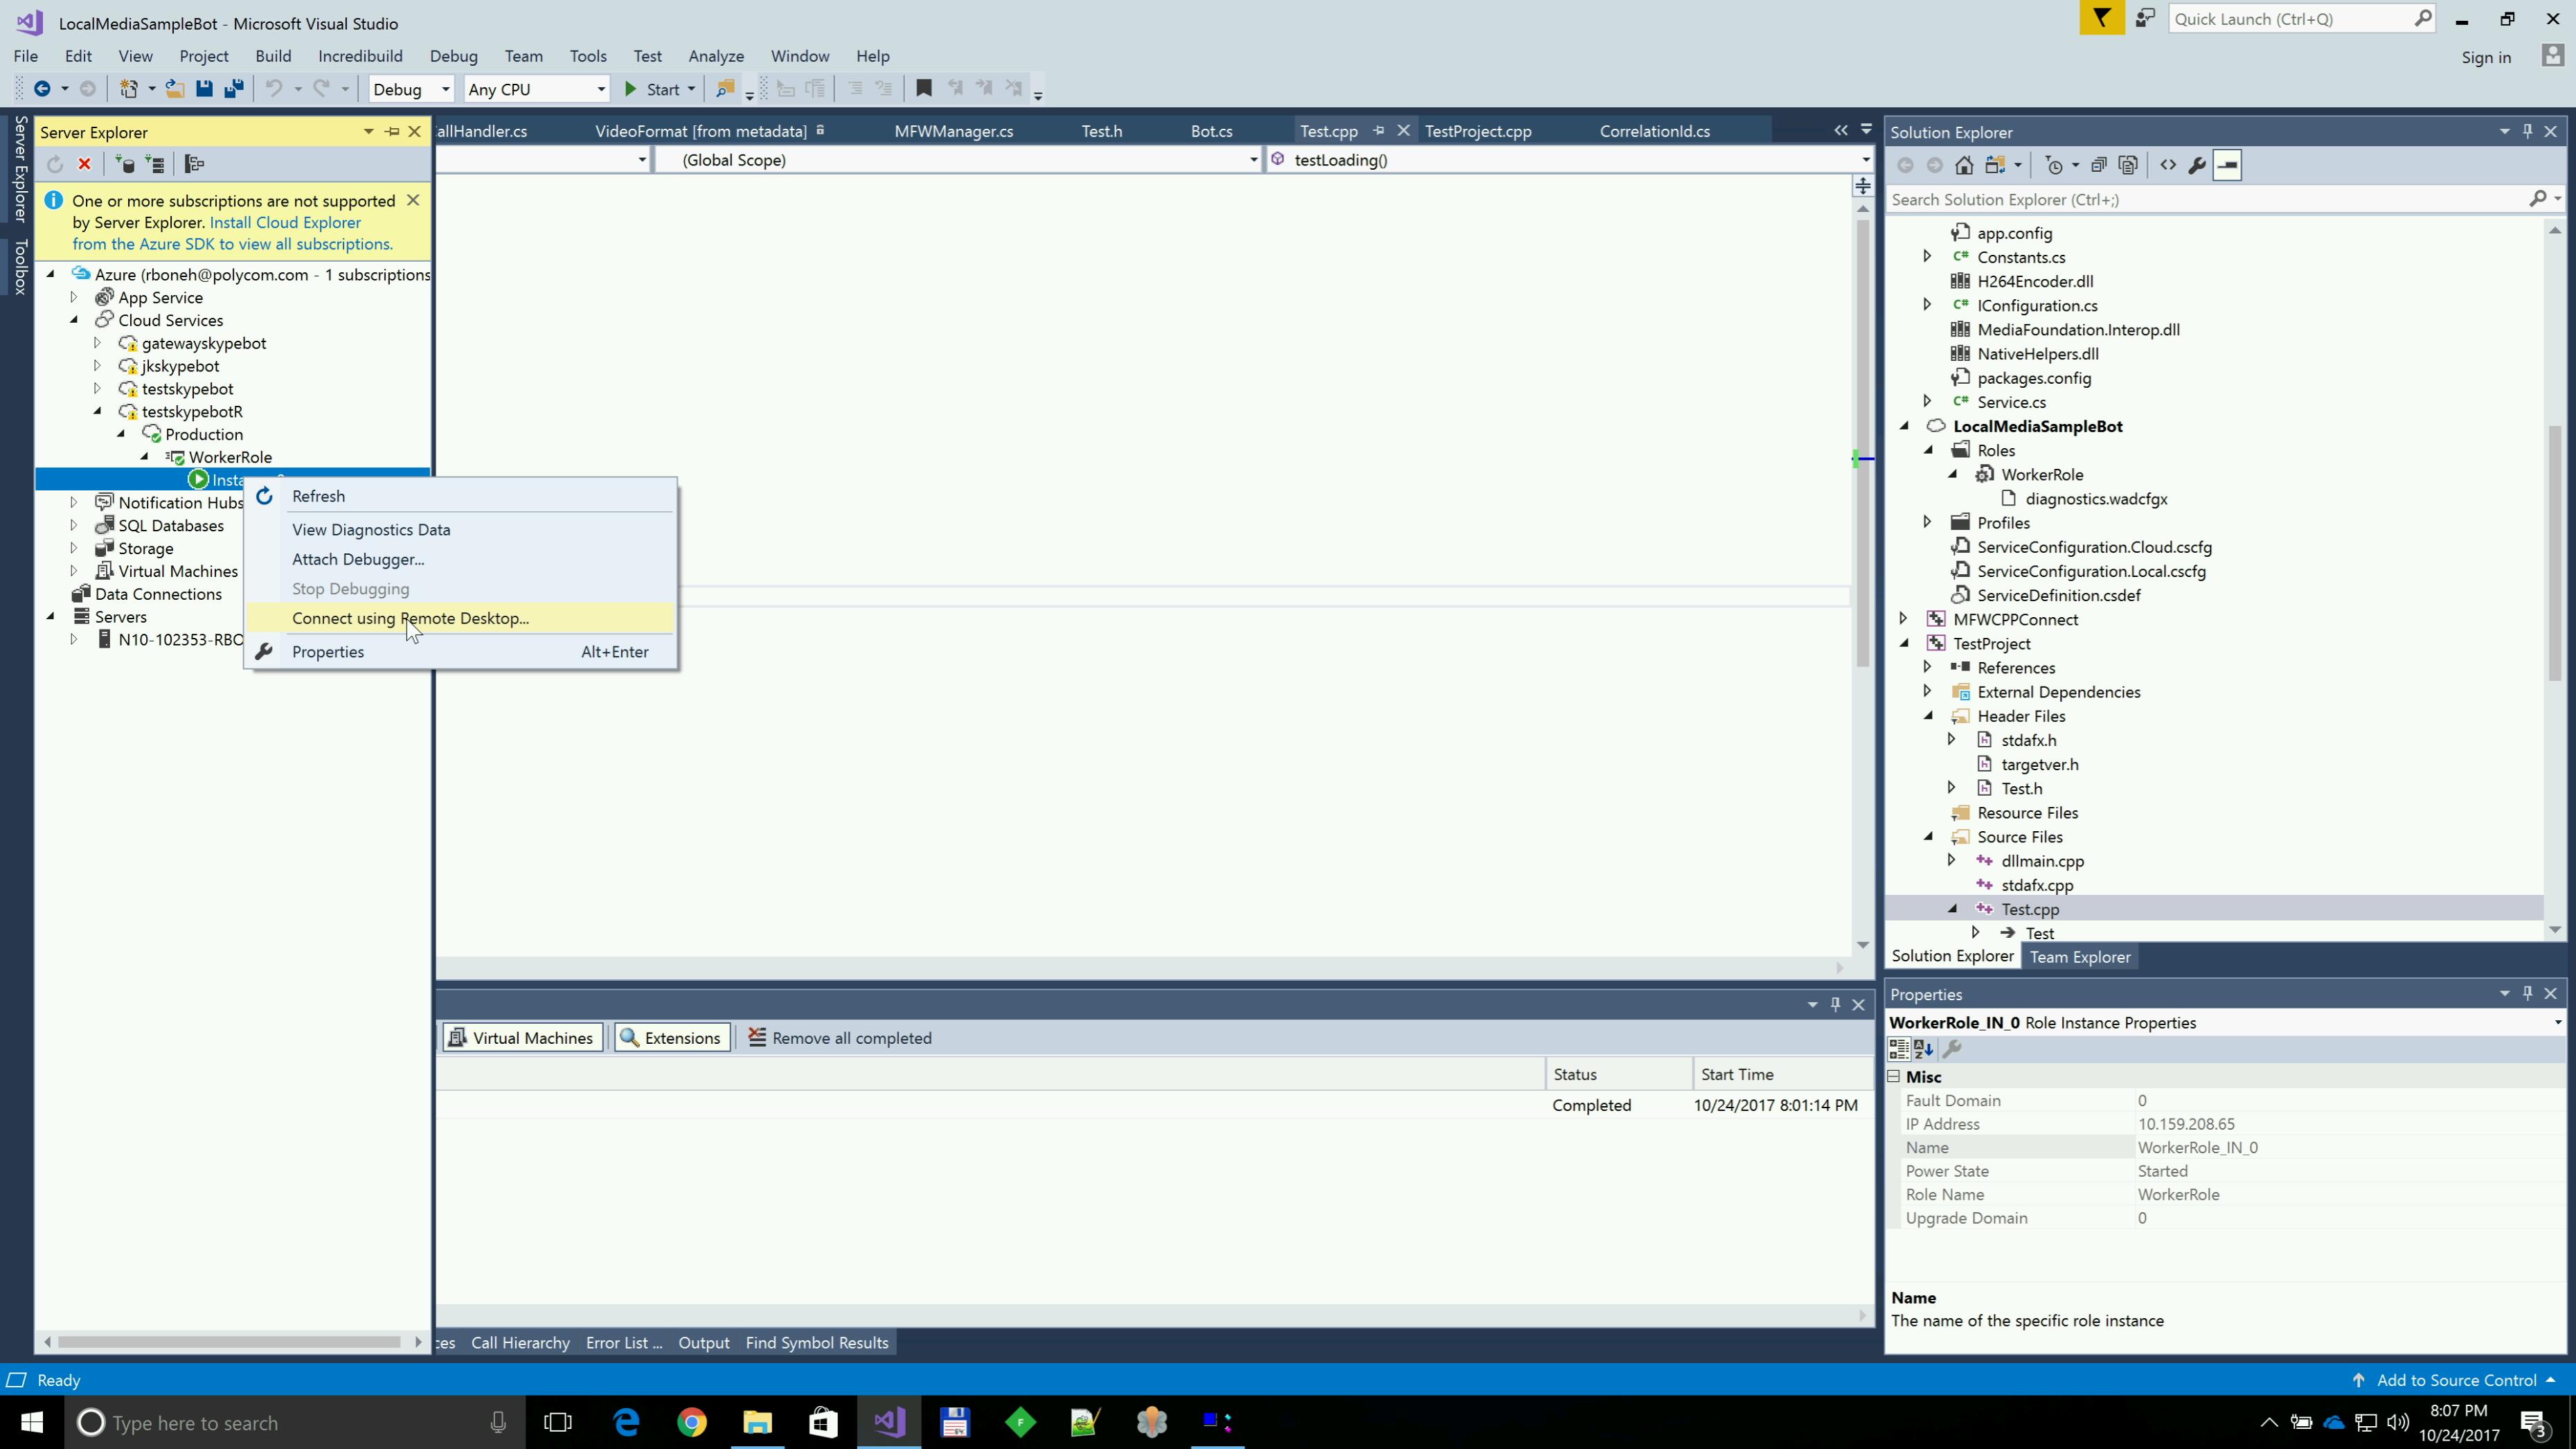 LocalMediaSampleBot - Microsoft Visual Studio
Quick Launch (Ctrl+Q)
File Edit View Project Build Incredibuild Debug Team Tools Test Analyze Window Help
Sign in
Debug Any CPU Start
Server Explorer
Toolbox
Server Explorer
One or more subscriptions are not supported
by Server Explorer. Install Cloud Explorer
from the Azure SDK to view all subscriptions.
Azure (rboneh@polycom.com - 1 subscriptions
App Service
Cloud Services
gatewayskypebot
jkskypebot
testskypebot
testskypebotR
Production
WorkerRole
Insta
Notification Hubs
SQL Databases
Storage
Virtual Machines
Data Connections
Servers
N10-102353-RBO
Refresh
View Diagnostics Data
Attach Debugger...
Stop Debugging
Connect using Remote Desktop...
Properties Alt+Enter
allHandler.cs VideoFormat [from metadata] MFWManager.cs Test.h Bot.cs Test.cpp TestProject.cpp CorrelationId.cs
(Global Scope) testLoading()
Virtual Machines Extensions Remove all completed
Status Start Time
Completed 10/24/2017 8:01:14 PM
ces Call Hierarchy Error List ... Output Find Symbol Results
Solution Explorer
Search Solution Explorer (Ctrl+;)
app.config
C# Constants.cs
H264Encoder.dll
C# IConfiguration.cs
MediaFoundation.Interop.dll
NativeHelpers.dll
packages.config
C# Service.cs
LocalMediaSampleBot
Roles
WorkerRole
diagnostics.wadcfgx
Profiles
ServiceConfiguration.Cloud.cscfg
ServiceConfiguration.Local.cscfg
ServiceDefinition.csdef
MFWCPPConnect
TestProject
References
External Dependencies
Header Files
stdafx.h
targetver.h
Test.h
Resource Files
Source Files
dllmain.cpp
stdafx.cpp
Test.cpp
Test
Solution Explorer Team Explorer
Properties
WorkerRole_IN_0 Role Instance Properties
Misc
Fault Domain 0
IP Address 10.159.208.65
Name WorkerRole_IN_0
Power State Started
Role Name WorkerRole
Upgrade Domain 0
Name
The name of the specific role instance
Ready
Add to Source Control
Type here to search
8:07 PM
10/24/2017
3